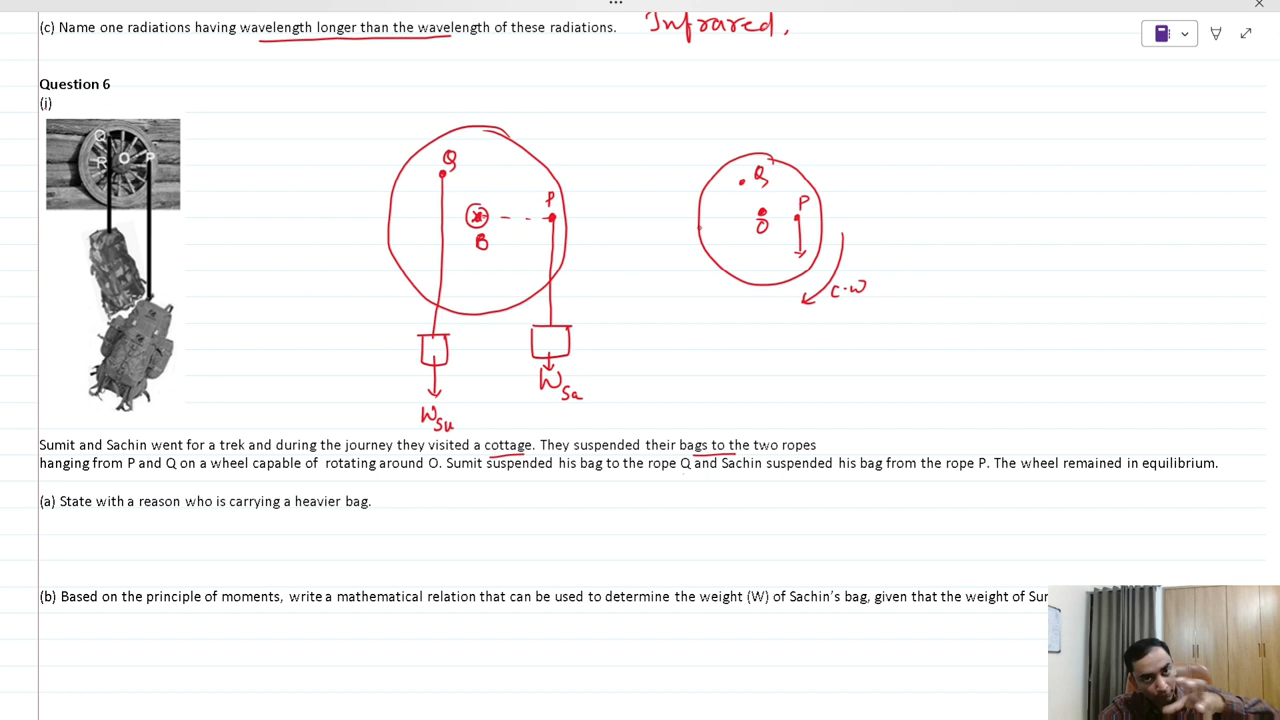 (c) Name one radiations having wavelength longer than the wavelength of these radiations. Infrared.
Question 6
(i)
Q
R O P
Q
P
B
W Su
W Sa
Q
P
O
C.W
Sumit and Sachin went for a trek and during the journey they visited a cottage. They suspended their bags to the two ropes
hanging from P and Q on a wheel capable of rotating around O. Sumit suspended his bag to the rope Q and Sachin suspended his bag from the rope P. The wheel remained in equilibrium.
(a) State with a reason who is carrying a heavier bag.
(b) Based on the principle of moments, write a mathematical relation that can be used to determine the weight (W) of Sachin's bag, given that the weight of